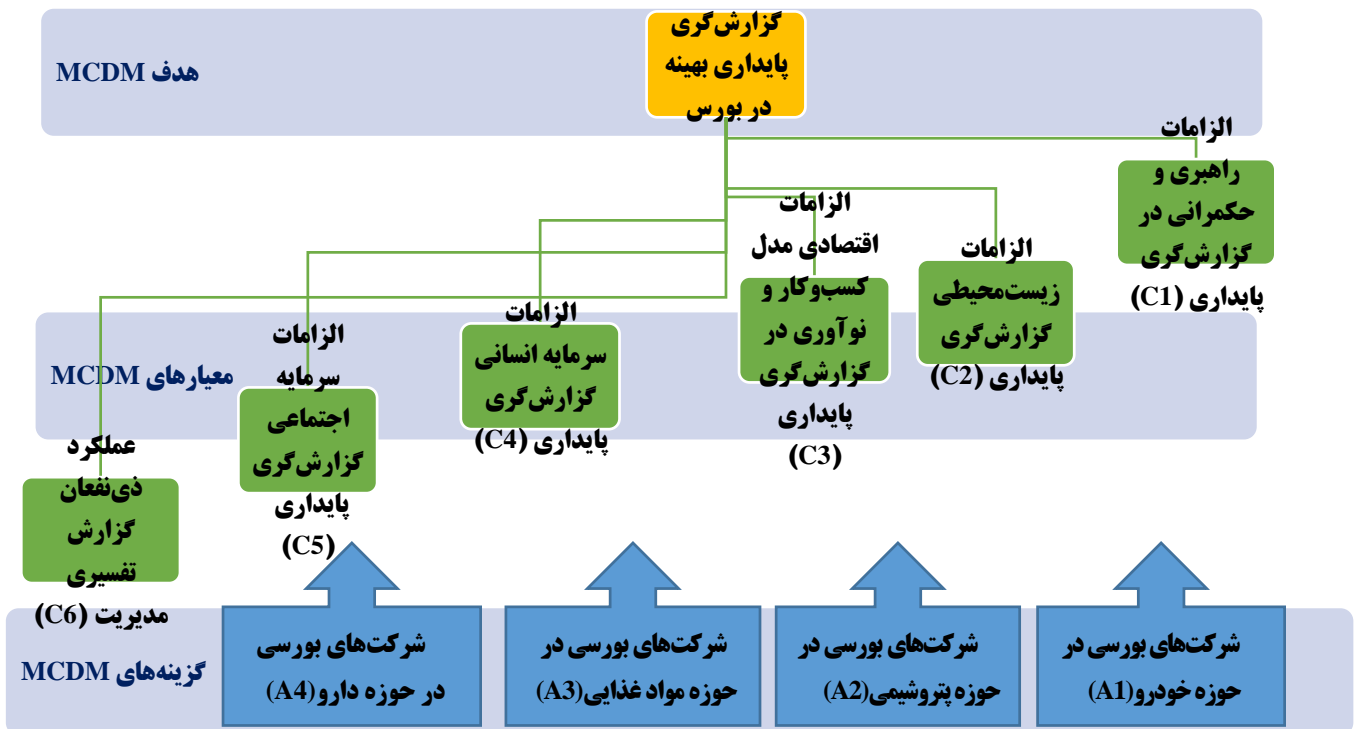 هدف MCDM
گزارش‌گری
پایداری بهینه
در بورس
الزامات
راهبری و
حکمرانی در
گزارش‌گری
پایداری (C1)
الزامات
زیست‌محیطی
گزارش‌گری
پایداری (C2)
الزامات
اقتصادی مدل
کسب‌وکار و
نوآوری در
گزارش‌گری
پایداری
(C3)
الزامات
سرمایه انسانی
گزارش‌گری
پایداری (C4)
الزامات
سرمایه
اجتماعی
گزارش‌گری
پایداری
(C5)
عملکرد
ذی‌نفعان
گزارش
تفسیری
مدیریت (C6)
معیارهای MCDM
شرکت‌های بورسی در
حوزه خودرو(A1)
شرکت‌های بورسی در
حوزه پتروشیمی(A2)
شرکت‌های بورسی در
حوزه مواد غذایی(A3)
شرکت‌های بورسی
در حوزه دارو(A4)
گزینه‌های MCDM